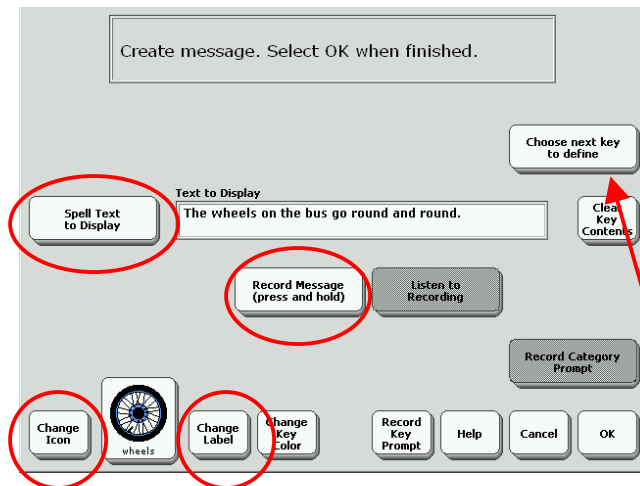 Create message. Select OK when finished.
Choose next key
to define
Text to Display
Spell Text
to Display
The wheels on the bus go round and round.
Clear
Key
Contents
Record Message
(press and hold)
Listen to
Recording
Record Category
Prompt
Change
Icon
wheels
Change
Label
Change
Key
Color
Record
Key
Prompt
Help
Cancel
OK